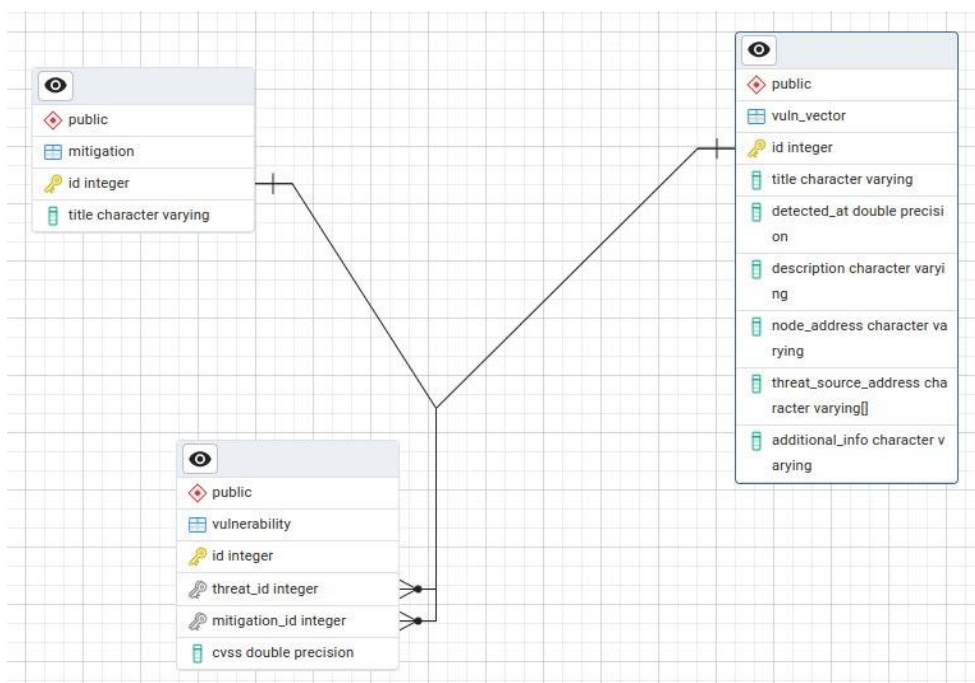 public
mitigation
id integer
title character varying
public
vuln_vector
id integer
title character varying
detected_at double precisi
on
description character varyi
ng
node_address character va
rying
threat_source_address cha
racter varying[]
additional_info character v
arying
public
vulnerability
id integer
threat_id integer
mitigation_id integer
cvss double precision